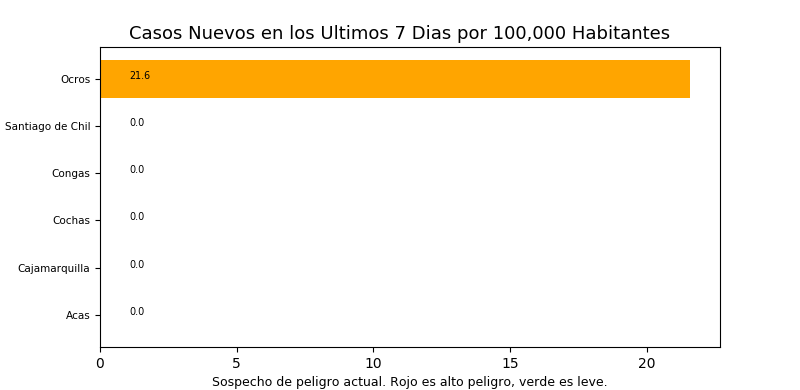 Casos Nuevos en los Ultimos 7 Dias por 100,000 Habitantes
Ocros 21.6
Santiago de Chil 0.0
Congas 0.0
Cochas 0.0
Cajamarquilla 0.0
Acas 0.0
0 5 10 15 20
Sospecho de peligro actual. Rojo es alto peligro, verde es leve.